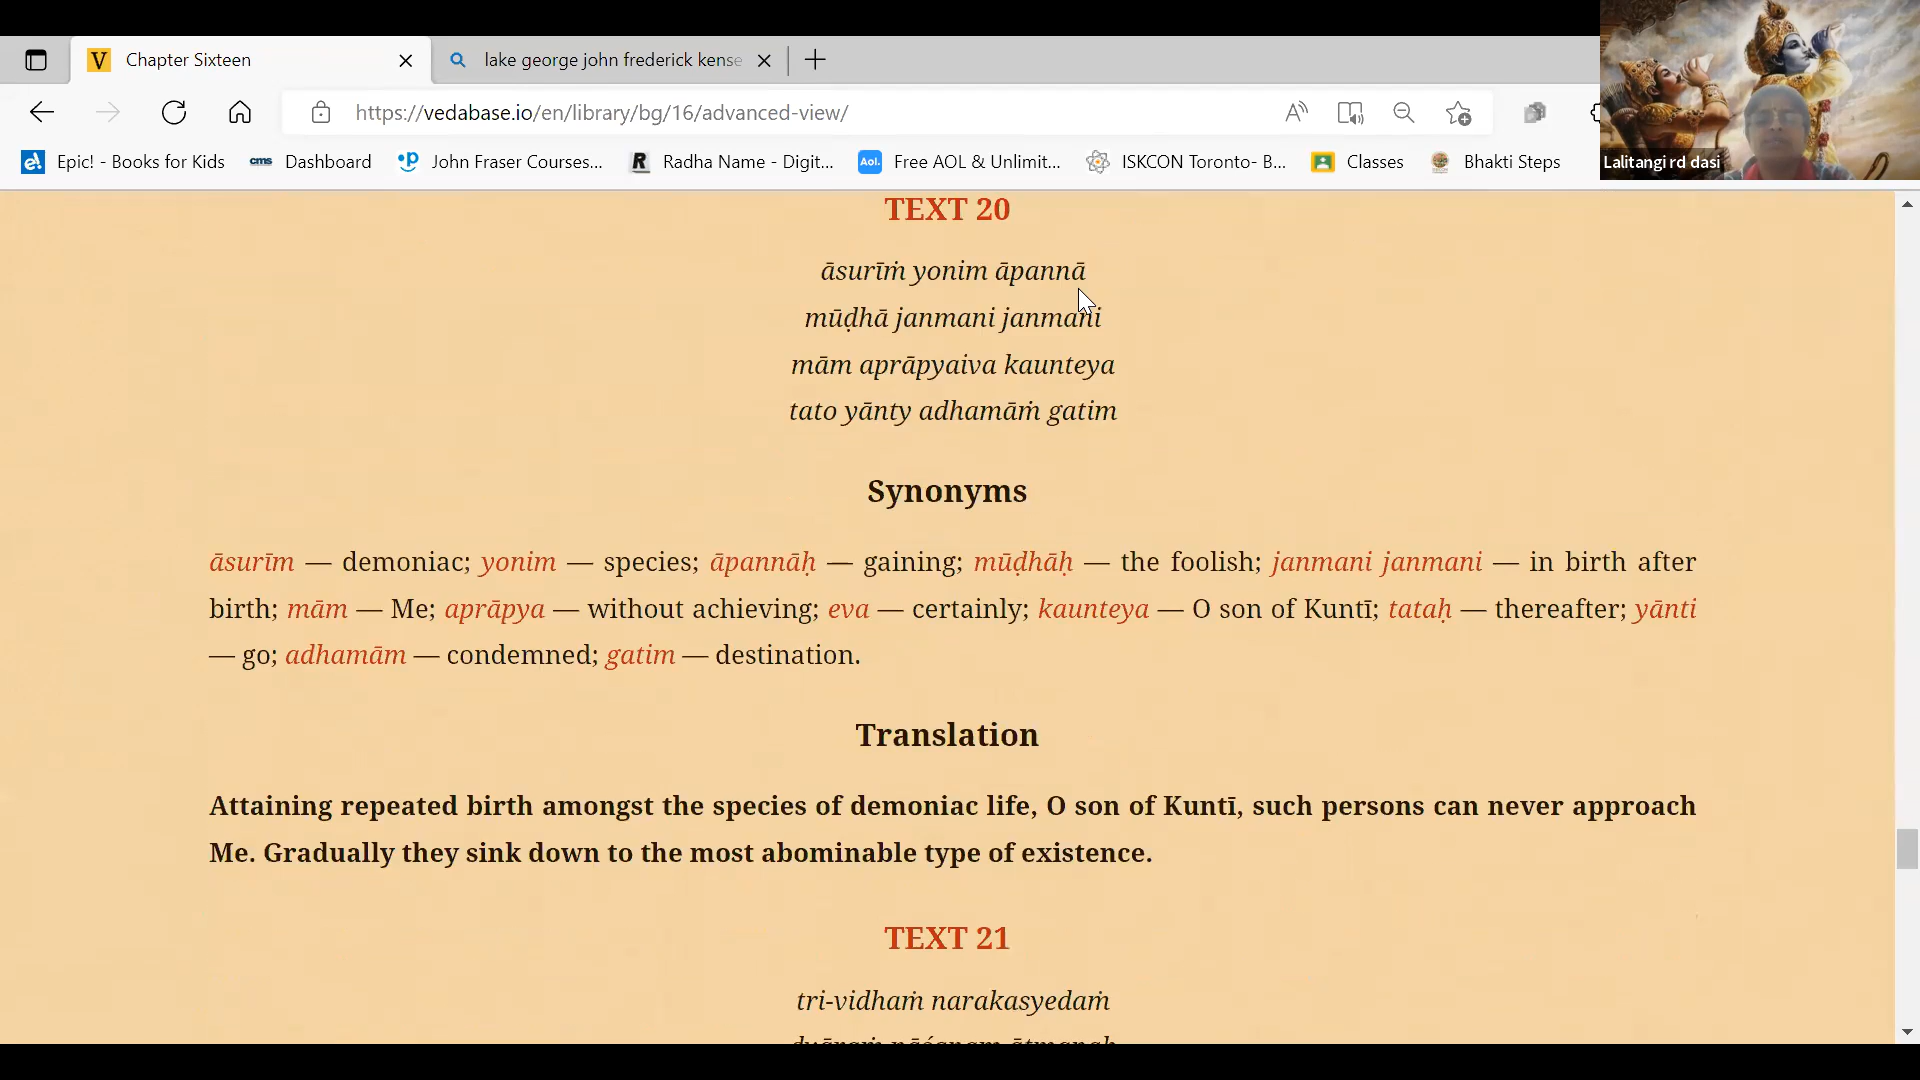 Chapter Sixteen
lake george john frederick kense
https://vedabase.io/en/library/bg/16/advanced-view/
Epic! - Books for Kids
cms Dashboard
John Fraser Courses...
R Radha Name - Digit...
Aol. Free AOL & Unlimit...
ISKCON Toronto- B...
Classes
Bhakti Steps
Lalitangi rd dasi
TEXT 20
āsurīṁ yonim āpannā
mūḍhā janmani janmani
mām aprāpyaiva kaunteya
tato yānty adhamāṁ gatim
Synonyms
āsurīm — demoniac; yonim — species; āpannāḥ — gaining; mūḍhāḥ — the foolish; janmani janmani — in birth after
birth; mām — Me; aprāpya — without achieving; eva — certainly; kaunteya — O son of Kuntī; tataḥ — thereafter; yānti
— go; adhamām — condemned; gatim — destination.
Translation
Attaining repeated birth amongst the species of demoniac life, O son of Kuntī, such persons can never approach
Me. Gradually they sink down to the most abominable type of existence.
TEXT 21
tri-vidhaṁ narakasyedaṁ
dvāraṁ nāśanam ātmanaḥ